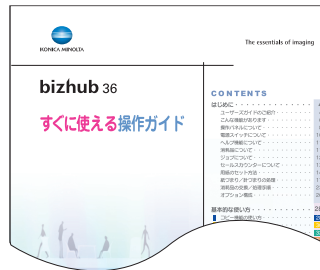 KONICA MINOLTA
The essentials of imaging
bizhub 36
すぐに使える操作ガイド
CONTENTS
はじめに
ユーザーズガイドのご紹介
こんな機能があります
操作パネルについて
電源スイッチについて
ヘルプ機能について
消耗品について
ジョブについて
セールスカウンターについて
用紙のセット方法
紙づまり／針づまりの処理
消耗品の交換／処理手順
オプション構成
基本的な使い方
コピー機能の使い方